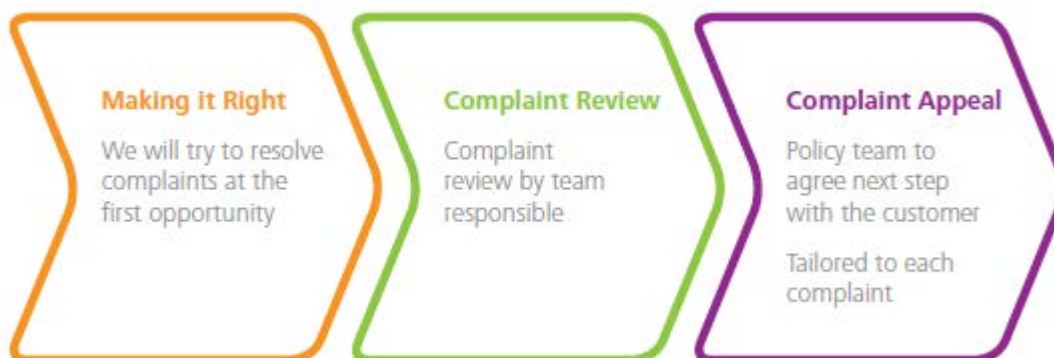 Making it Right
We will try to resolve
complaints at the
first opportunity
Complaint Review
Complaint
review by team
responsible
Complaint Appeal
Policy team to
agree next step
with the customer
Tailored to each
complaint